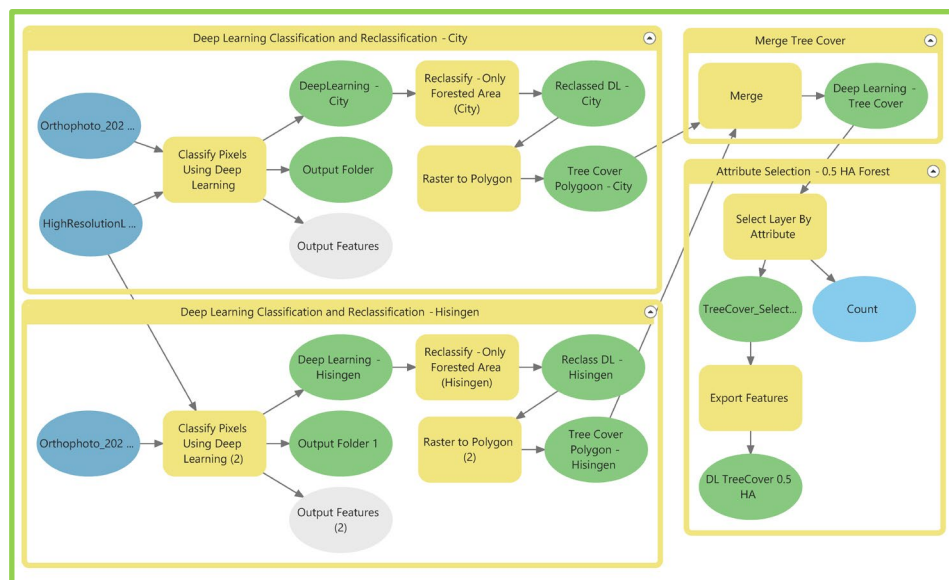 Deep Learning Classification and Reclassification - City
Orthophoto_202 ...
HighResolutionL ...
Classify Pixels
Using Deep
Learning
DeepLearning -
City
Output Folder
Output Features
Reclassify - Only
Forested Area
(City)
Reclassed DL -
City
Raster to Polygon
Tree Cover
Polygoon - City
Deep Learning Classification and Reclassification - Hisingen
Orthophoto_202 ...
Classify Pixels
Using Deep
Learning (2)
Deep Learning -
Hisingen
Output Folder 1
Output Features
(2)
Reclassify - Only
Forested Area
(Hisingen)
Reclass DL -
Hisingen
Raster to Polygon
(2)
Tree Cover
Polygon -
Hisingen
Merge Tree Cover
Merge
Deep Learning -
Tree Cover
Attribute Selection - 0.5 HA Forest
Select Layer By
Attribute
TreeCover_Select...
Count
Export Features
DL TreeCover 0.5
HA